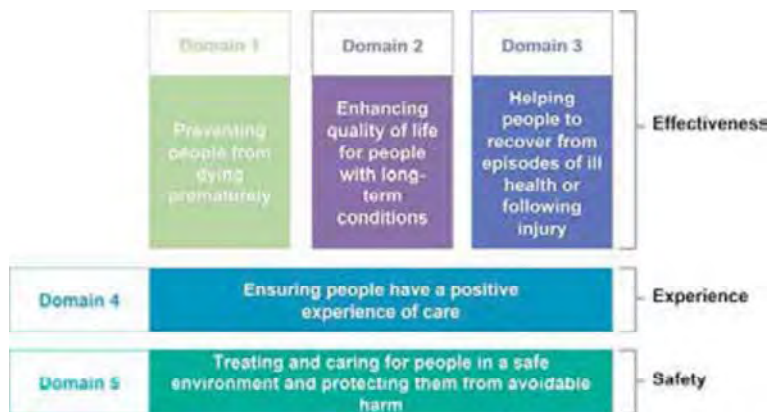 Domain 1
Domain 2
Domain 3
Preventing
people from
dying
prematurely
Enhancing
quality of life
for people
with long-
term
conditions
Helping
people to
recover from
episodes of ill
health or
following
injury
Effectiveness
Domain 4
Ensuring people have a positive
experience of care
Experience
Domain 5
Treating and caring for people in a safe
environment and protecting them from avoidable
harm
Safety